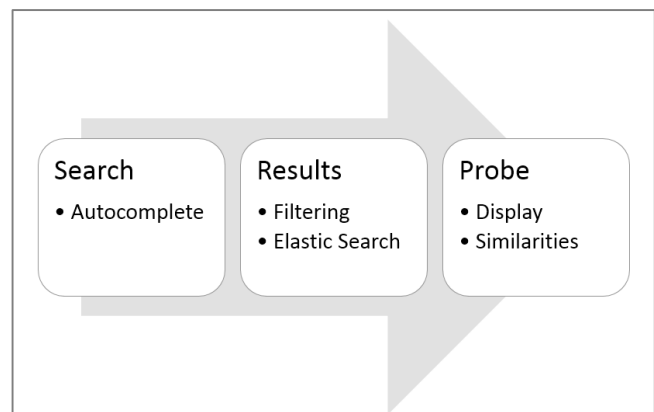 Search
• Autocomplete
Results
• Filtering
• Elastic Search
Probe
• Display
• Similarities